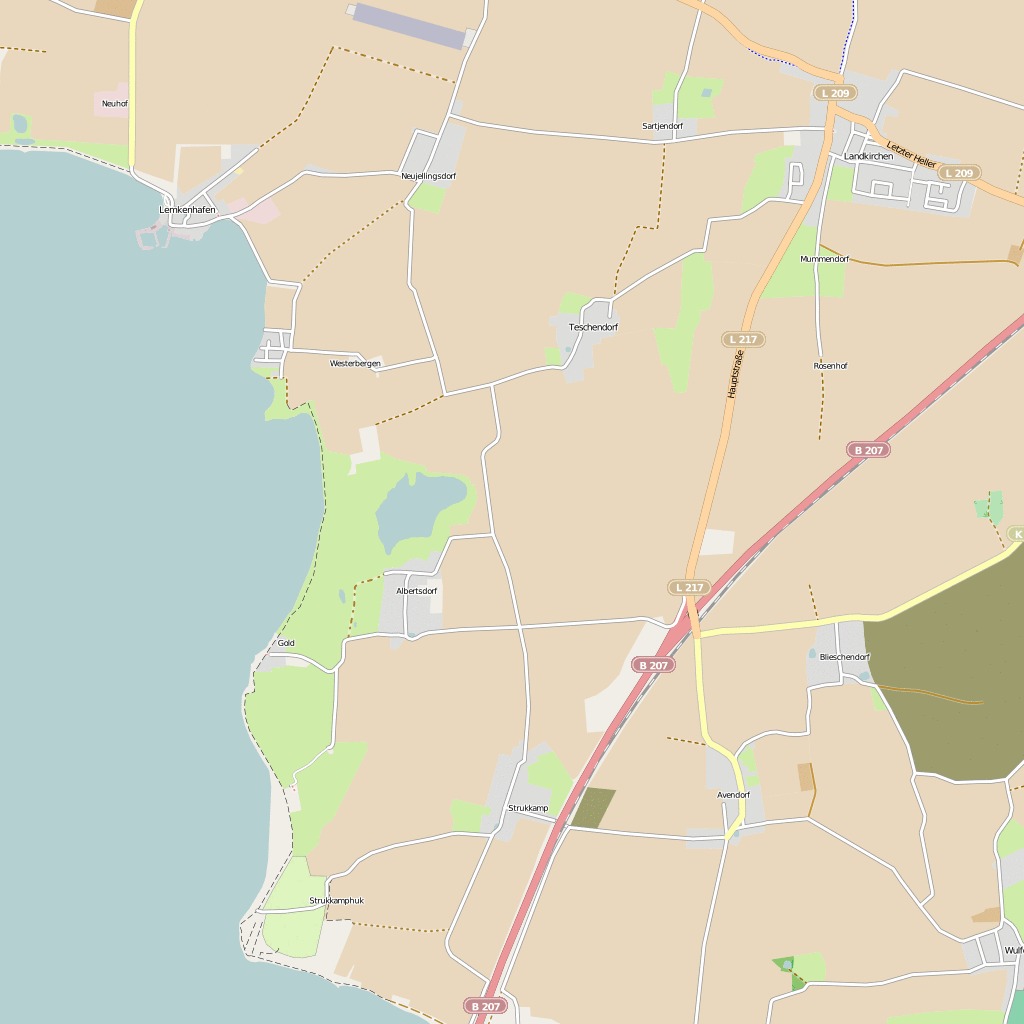 L 209
Neuhof
Sartjendorf
Letzter Heller
Landkirchen
L 209
Neujellingsdorf
Lemkenhafen
Mummendorf
Teschendorf
L 217
Westerbergen
Rosenhof
Hauptstraße
B 207
K
L 217
Albertsdorf
Gold
Blieschendorf
B 207
Avendorf
Strukkamp
Strukkamphuk
Wulfe
B 207